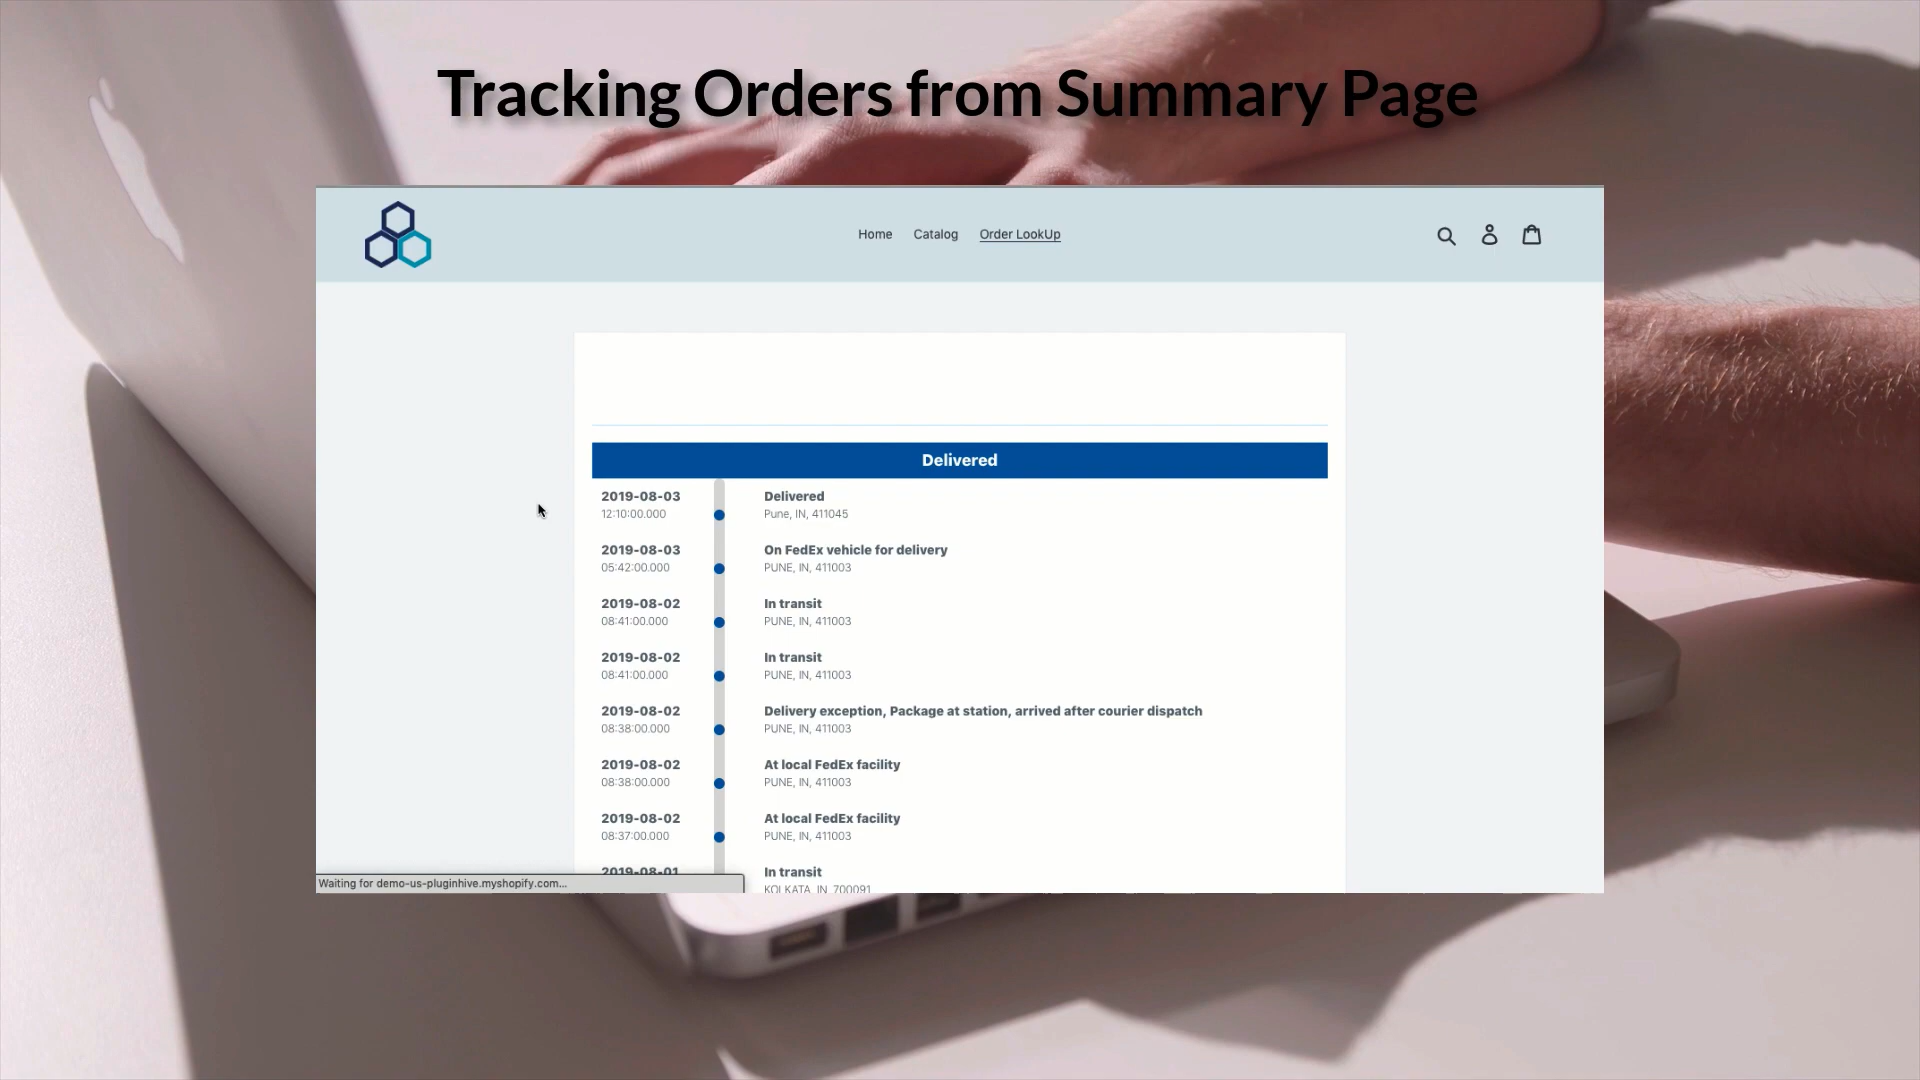 Tracking Orders from Summary Page
Home Catalog Order LookUp
Delivered
2019-08-03 Delivered
12:10:00.000 Pune, IN, 411045
2019-08-03 On FedEx vehicle for delivery
05:42:00.000 PUNE, IN, 411003
2019-08-02 In transit
08:41:00.000 PUNE, IN, 411003
2019-08-02 In transit
08:41:00.000 PUNE, IN, 411003
2019-08-02 Delivery exception, Package at station, arrived after courier dispatch
08:38:00.000 PUNE, IN, 411003
2019-08-02 At local FedEx facility
08:38:00.000 PUNE, IN, 411003
2019-08-02 At local FedEx facility
08:37:00.000 PUNE, IN, 411003
2019-08-01 In transit
KOLKATA, IN, 700091
Waiting for demo-us-pluginhive.myshopify.com...